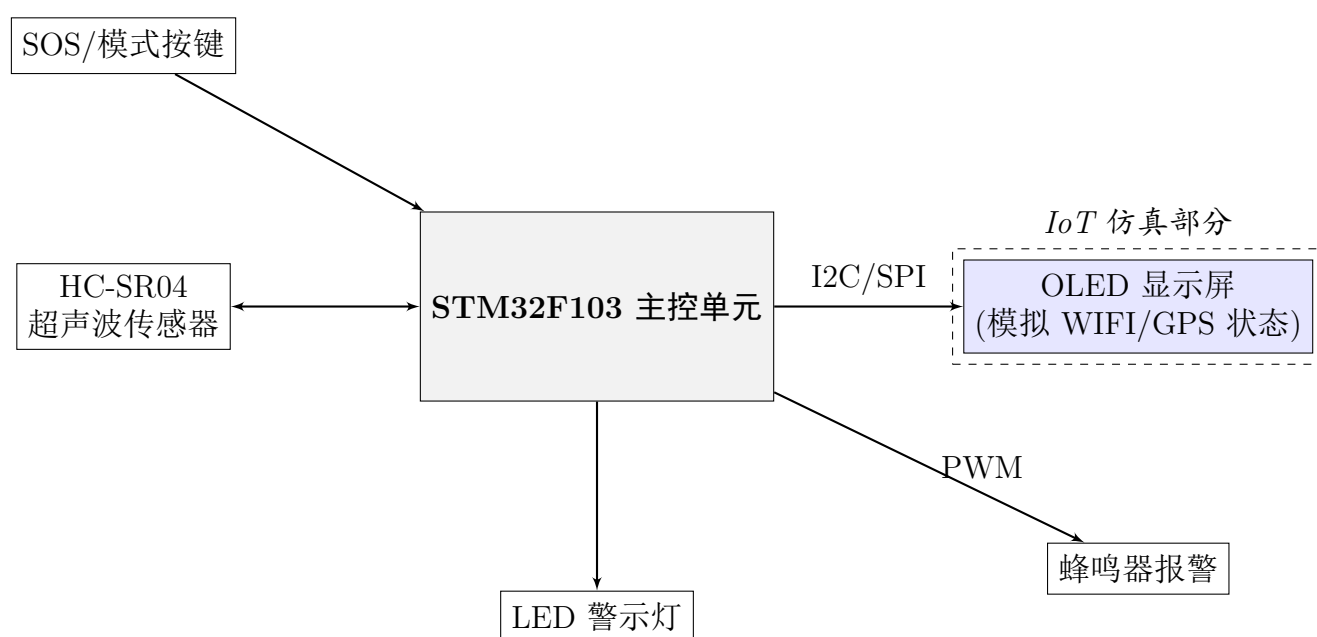 SOS/模式按键
IoT 仿真部分
HC-SR04
超声波传感器
STM32F103 主控单元
I2C/SPI
OLED 显示屏
(模拟 WIFI/GPS 状态)
PWM
蜂鸣器报警
LED 警示灯